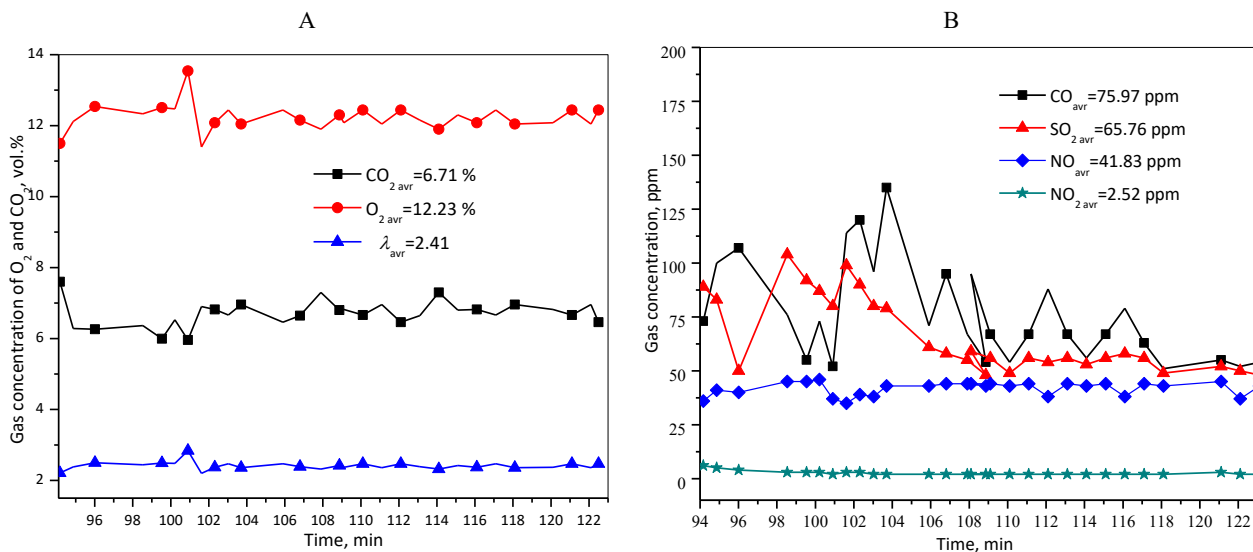 A
Gas concentration of O2 and CO2, vol.%
14
12
10
8
6
4
2
CO2 avr=6.71 %
O2 avr=12.23 %
λavr=2.41
96 98 100 102 104 106 108 110 112 114 116 118 120 122
Time, min
B
Gas concentration, ppm
200
175
150
125
100
75
50
25
0
COavr=75.97 ppm
SO2 avr=65.76 ppm
NOavr=41.83 ppm
NO2 avr=2.52 ppm
94 96 98 100 102 104 106 108 110 112 114 116 118 120 122
Time, min